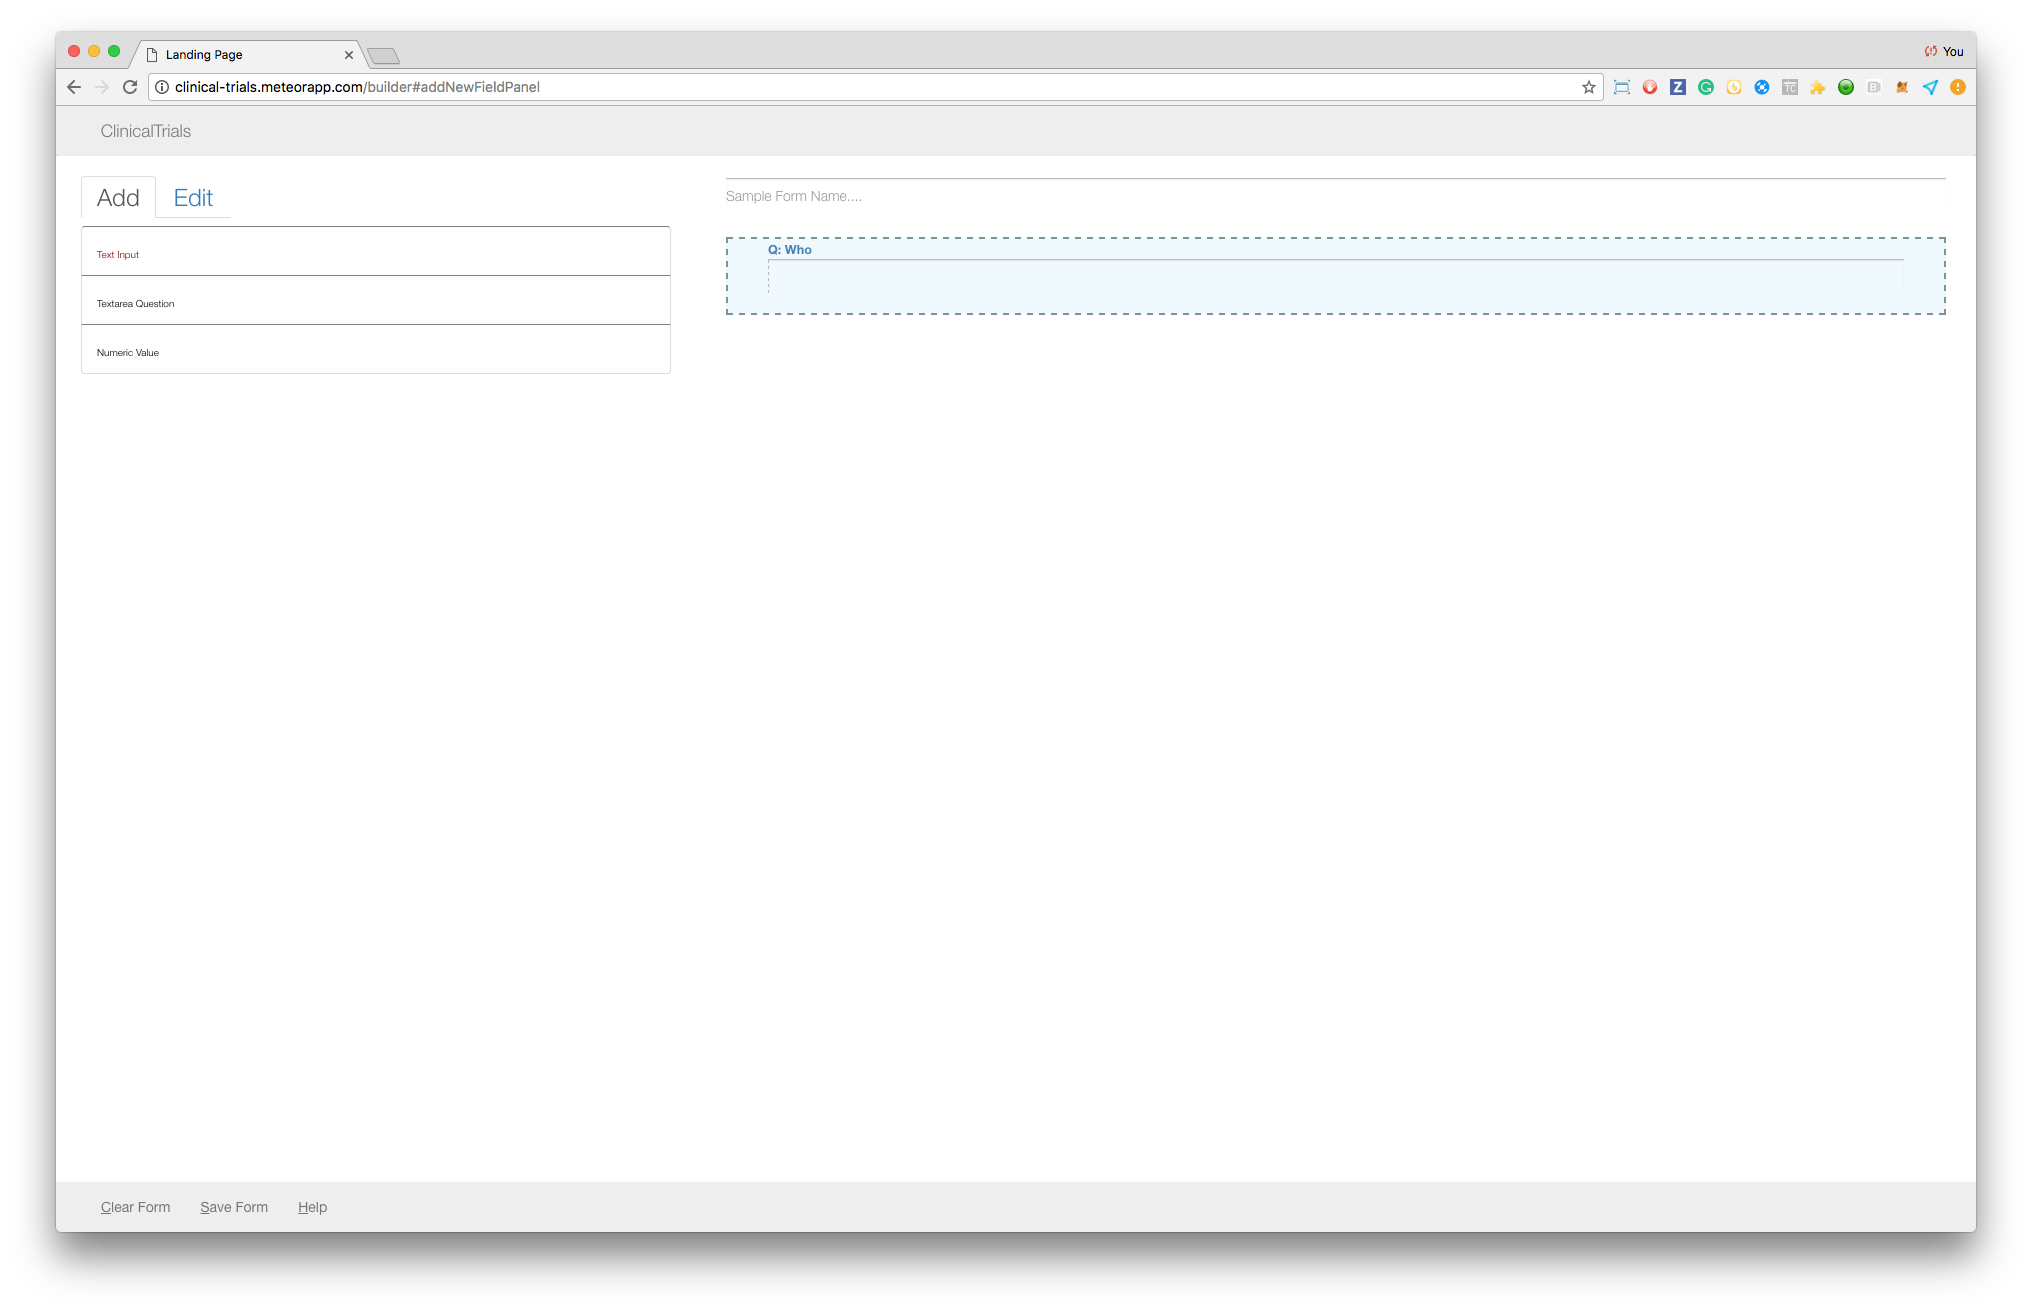 Landing Page
You
clinical-trials.meteorapp.com/builder#addNewFieldPanel
ClinicalTrials
Add Edit
Sample Form Name....
Q: Who
Text Input
Textarea Question
Numeric Value
Clear Form Save Form Help